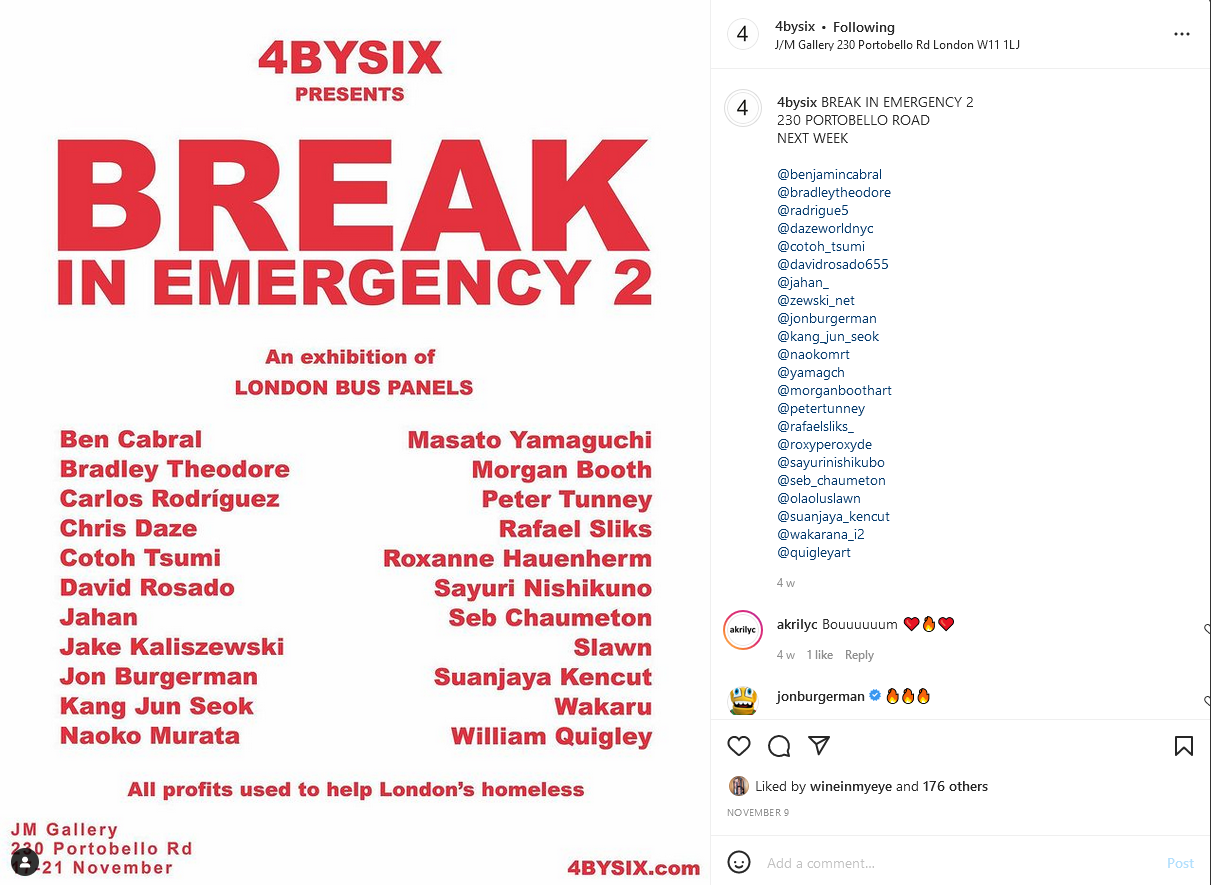 4BYSIX
PRESENTS
BREAK
IN EMERGENCY 2
An exhibition of
LONDON BUS PANELS
Ben Cabral
Bradley Theodore
Carlos Rodríguez
Chris Daze
Cotoh Tsumi
David Rosado
Jahan
Jake Kaliszewski
Jon Burgerman
Kang Jun Seok
Naoko Murata
Masato Yamaguchi
Morgan Booth
Peter Tunney
Rafael Sliks
Roxanne Hauenherm
Sayuri Nishikuno
Seb Chaumeton
Slawn
Suanjaya Kencut
Wakaru
William Quigley
All profits used to help London's homeless
JM Gallery
230 Portobello Rd
-21 November
4BYSIX.com
4
4bysix • Following
J/M Gallery 230 Portobello Rd London W11 1LJ
4
4bysix BREAK IN EMERGENCY 2
230 PORTOBELLO ROAD
NEXT WEEK
@benjamincabral
@bradleytheodore
@radrigue5
@dazeworldnyc
@cotoh_tsumi
@davidrosado655
@jahan_
@zewski_net
@jonburgerman
@kang_jun_seok
@naokomrt
@yamagch
@morganboothart
@petertunney
@rafaelsliks_
@roxyperoxyde
@sayurinishikubo
@seb_chaumeton
@olaoluslawn
@suanjaya_kencut
@wakarana_i2
@quigleyart
4 w
akrilyc
akrilyc Bouuuuuum ❤️🔥❤️
4 w 1 like Reply
jonburgerman 🔥🔥🔥
Liked by wineinmyeye and 176 others
NOVEMBER 9
Add a comment...
Post